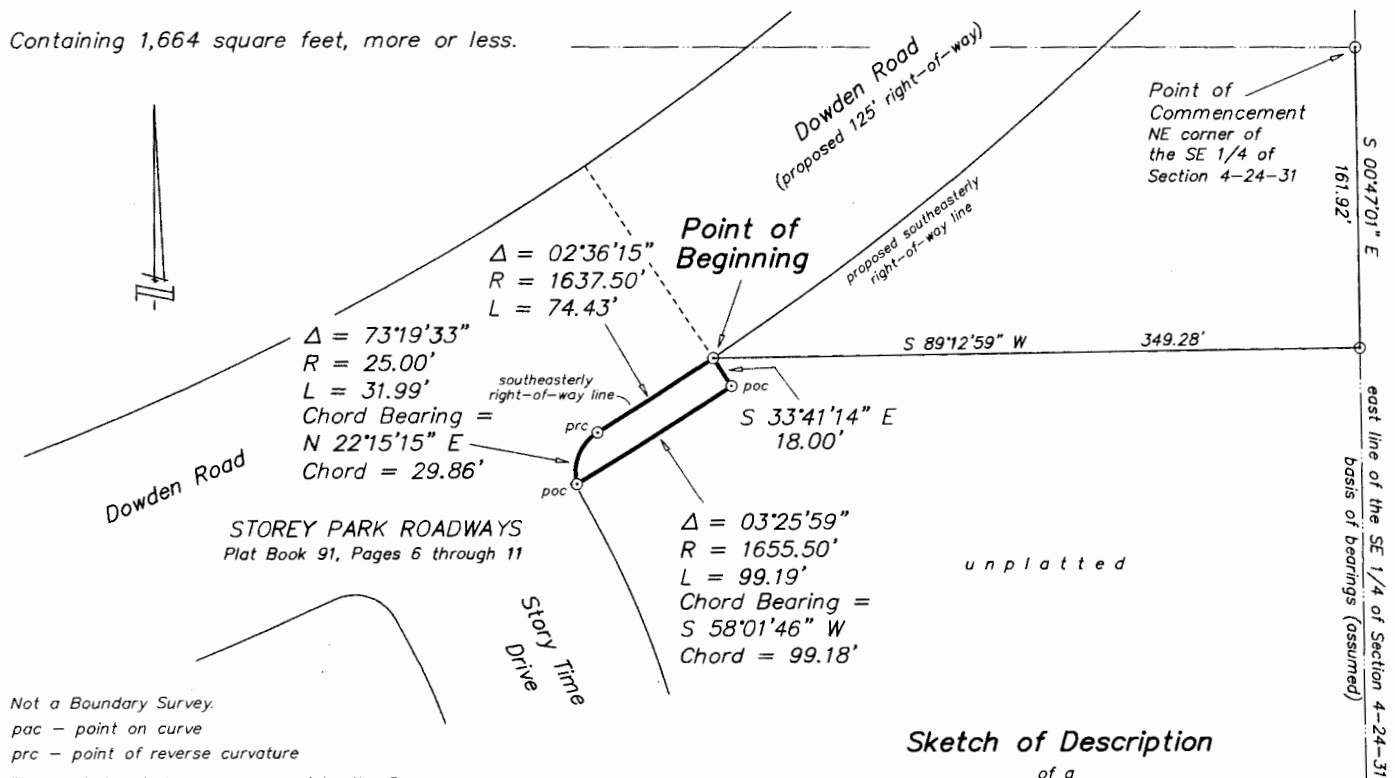 Containing 1,664 square feet, more or less.
Dowden Road
(proposed 125' right-of-way)
Point of
Commencement
NE corner of
the SE 1/4 of
Section 4-24-31
S 00°47'01" E
161.92'
proposed southeasterly
right-of-way line
Point of
Beginning
Δ = 02°36'15"
R = 1637.50'
L = 74.43'
Δ = 73°19'33"
R = 25.00'
L = 31.99'
Chord Bearing =
N 22°15'15" E
Chord = 29.86'
southeasterly
right-of-way line
S 89°12'59" W 349.28'
poc
S 33°41'14" E
18.00'
prc
poc
Dowden Road
STOREY PARK ROADWAYS
Plat Book 91, Pages 6 through 11
Δ = 03°25'59"
R = 1655.50'
L = 99.19'
Chord Bearing =
S 58°01'46" W
Chord = 99.18'
unplatted
east line of the SE 1/4 of Section 4-24-31
basis of bearings (assumed)
Story Time
Drive
Not a Boundary Survey.
poc - point on curve
prc - point of reverse curvature
Sketch of Description
of a